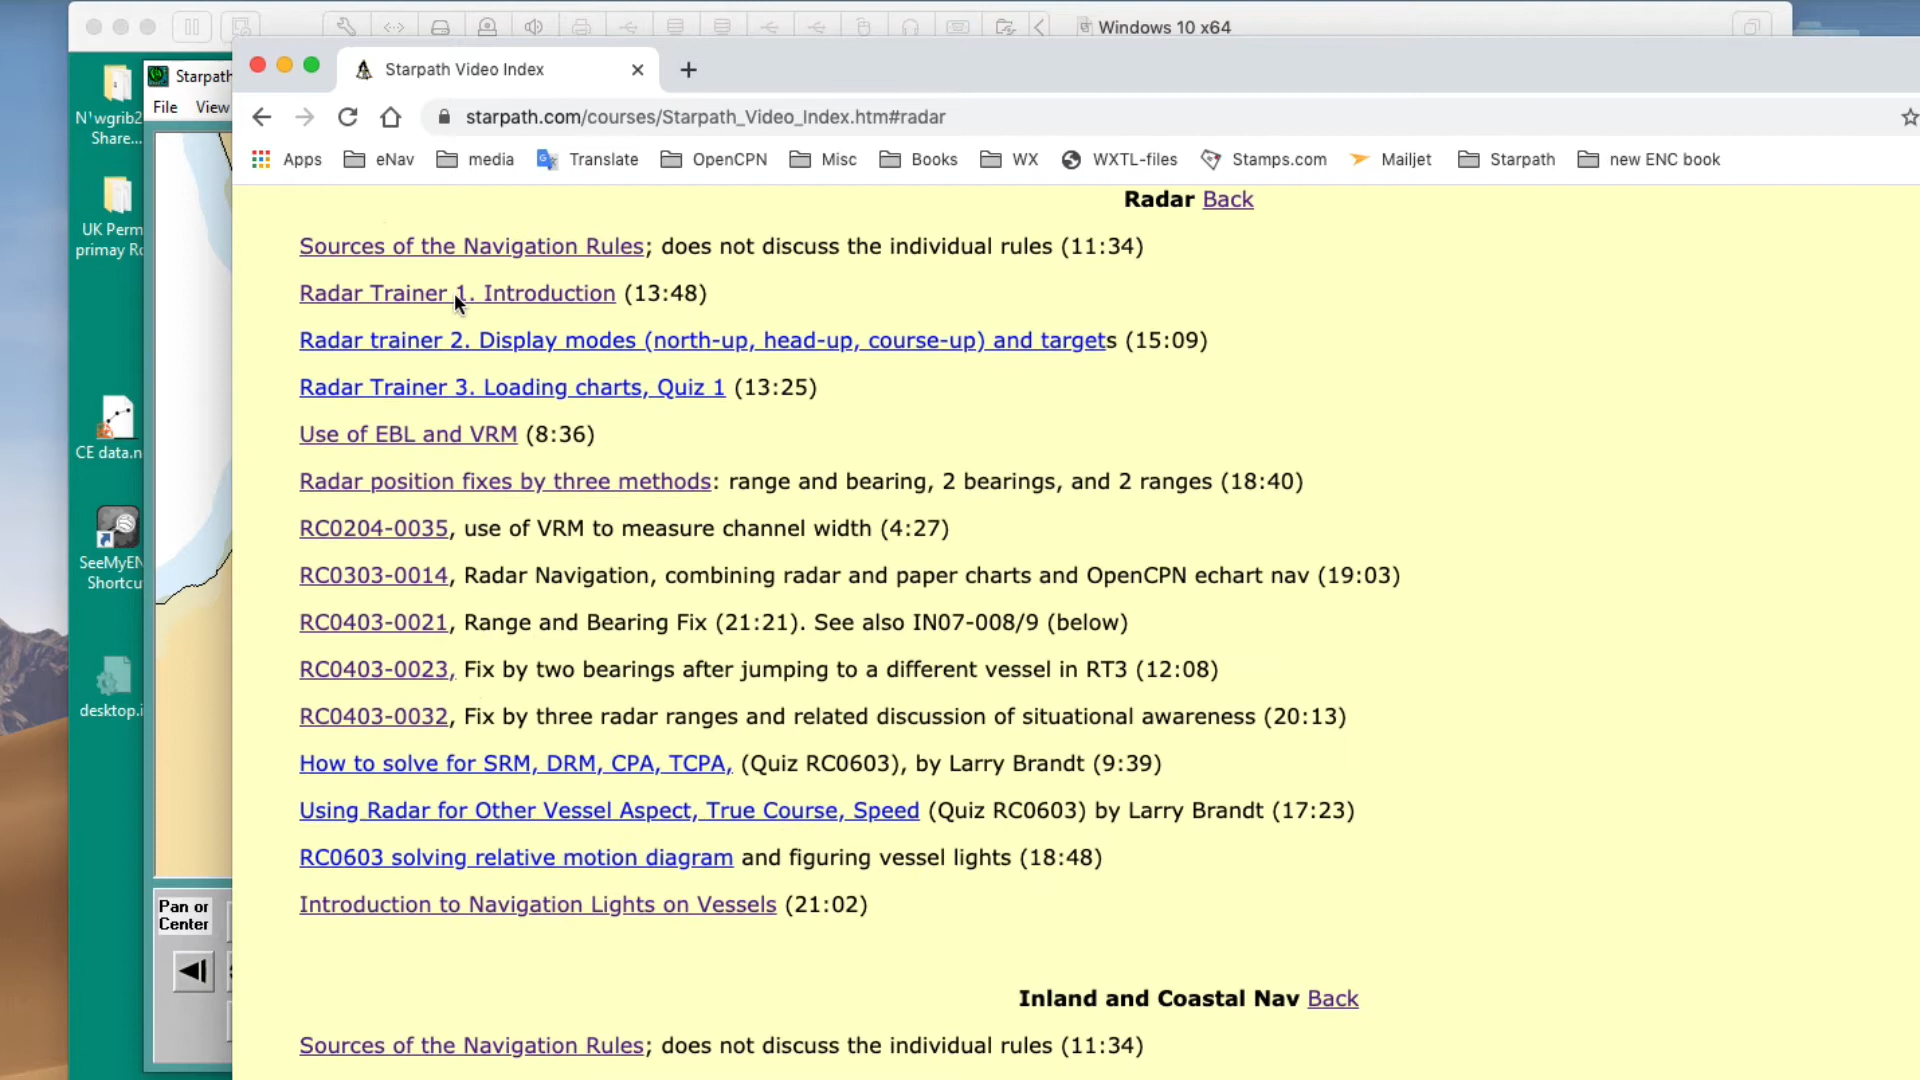 Windows 10 x64
Starpath Video Index
starpath.com/courses/Starpath_Video_Index.htm#radar
Apps eNav media Translate OpenCPN Misc Books WX WXTL-files Stamps.com Mailjet Starpath new ENC book
N'wgrib2
Share...
UK Perm
primay Ro
CE data.n
SeeMyEN
Shortcu
desktop.i
Starpath
File View
Pan or
Center
Radar Back
Sources of the Navigation Rules; does not discuss the individual rules (11:34)
Radar Trainer 1. Introduction (13:48)
Radar trainer 2. Display modes (north-up, head-up, course-up) and targets (15:09)
Radar Trainer 3. Loading charts, Quiz 1 (13:25)
Use of EBL and VRM (8:36)
Radar position fixes by three methods: range and bearing, 2 bearings, and 2 ranges (18:40)
RC0204-0035, use of VRM to measure channel width (4:27)
RC0303-0014, Radar Navigation, combining radar and paper charts and OpenCPN echart nav (19:03)
RC0403-0021, Range and Bearing Fix (21:21). See also IN07-008/9 (below)
RC0403-0023, Fix by two bearings after jumping to a different vessel in RT3 (12:08)
RC0403-0032, Fix by three radar ranges and related discussion of situational awareness (20:13)
How to solve for SRM, DRM, CPA, TCPA, (Quiz RC0603), by Larry Brandt (9:39)
Using Radar for Other Vessel Aspect, True Course, Speed (Quiz RC0603) by Larry Brandt (17:23)
RC0603 solving relative motion diagram and figuring vessel lights (18:48)
Introduction to Navigation Lights on Vessels (21:02)
Inland and Coastal Nav Back
Sources of the Navigation Rules; does not discuss the individual rules (11:34)